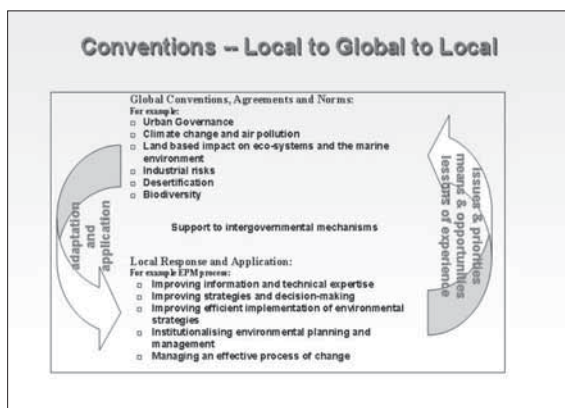 Conventions -- Local to Global to Local
Global Conventions, Agreements and Norms:
For example:
□ Urban Governance
□ Climate change and air pollution
□ Land based impact on eco-systems and the marine
environment
□ Industrial risks
□ Desertification
□ Biodiversity
Support to intergovernmental mechanisms
Local Response and Application:
For example EPM process:
□ Improving information and technical expertise
□ Improving strategies and decision-making
□ Improving efficient implementation of environmental
strategies
□ Institutionalising environmental planning and
management
□ Managing an effective process of change
adaptation
and
application
issues & priorities
means & opportunities
lessons of experience